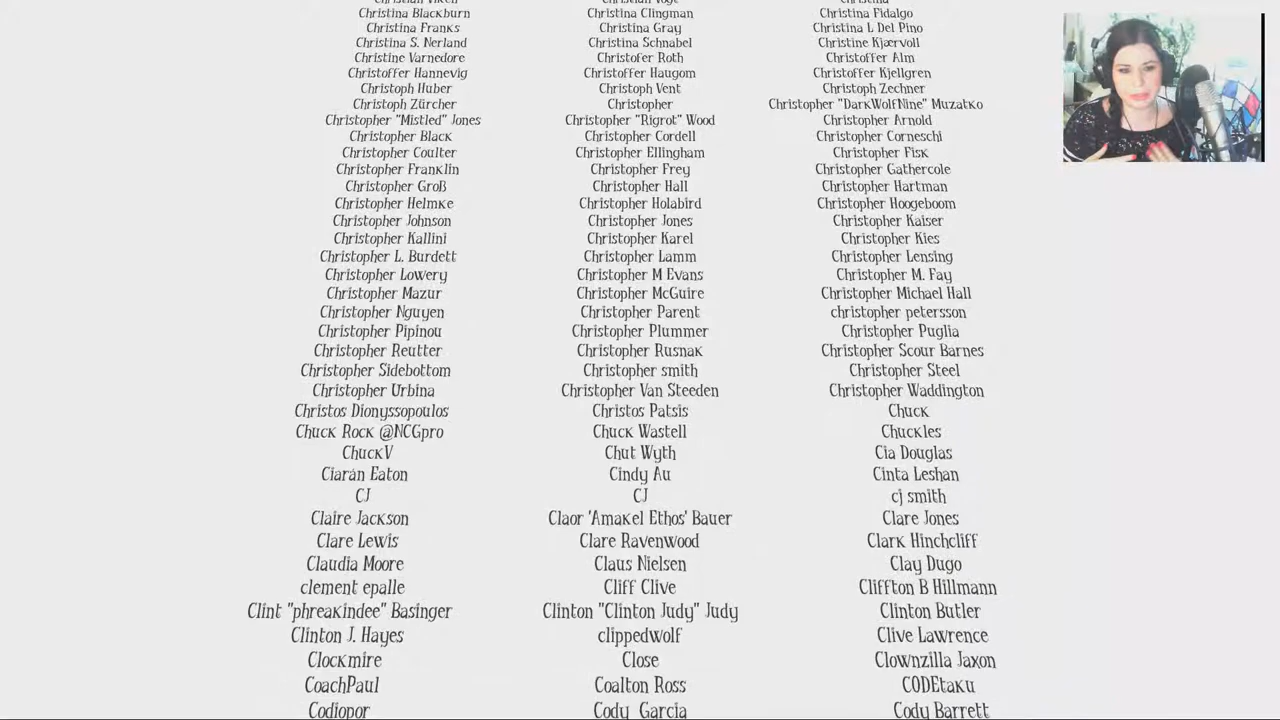 Christina Blackburn Christina Clingman Christina Fidalgo
Christina Franks Christina Gray Christina L Del Pino
Christina S. Nerland Christina Schnabel Christine Kjærvoll
Christine Varnedore Christofer Roth Christoffer Alm
Christoffer Hannevig Christoffer Haugom Christoffer Kjellgren
Christoph Huber Christoph Vent Christoph Zechner
Christoph Zürcher Christopher Christopher "DarkWolfNine" Muzatko
Christopher "Mistled" Jones Christopher "Rigrot" Wood Christopher Arnold
Christopher Black Christopher Cordell Christopher Corneschi
Christopher Coulter Christopher Ellingham Christopher Fisk
Christopher Franklin Christopher Frey Christopher Gathercole
Christopher Groß Christopher Hall Christopher Hartman
Christopher Helmke Christopher Holabird Christopher Hoogeboom
Christopher Johnson Christopher Jones Christopher Kaiser
Christopher Kallini Christopher Karel Christopher Kies
Christopher L. Burdett Christopher Lamm Christopher Lensing
Christopher Lowery Christopher M Evans Christopher M. Fay
Christopher Mazur Christopher McGuire Christopher Michael Hall
Christopher Nguyen Christopher Parent christopher petersson
Christopher Pipinou Christopher Plummer Christopher Puglia
Christopher Reutter Christopher Rusnak Christopher Scour Barnes
Christopher Sidebottom Christopher smith Christopher Steel
Christopher Urbina Christopher Van Steeden Christopher Waddington
Christos Dionyssopoulos Christos Patsis Chuck
Chuck Rock @NCGpro Chuck Wastell Chuckles
ChuckV Chut Wyth Cia Douglas
Ciarán Eaton Cindy Au Cinta Leshan
CJ CJ cj smith
Claire Jackson Claor 'Amakel Ethos' Bauer Clare Jones
Clare Lewis Clare Ravenwood Clark Hinchcliff
Claudia Moore Claus Nielsen Clay Dugo
clement epalle Cliff Clive Cliffton B Hillmann
Clint "phreakindee" Basinger Clinton "Clinton Judy" Judy Clinton Butler
Clinton J. Hayes clippedwolf Clive Lawrence
Clockmire Close Clownzilla Jaxon
CoachPaul Coalton Ross CODEtaku
Codiopor Cody Garcia Cody Barrett